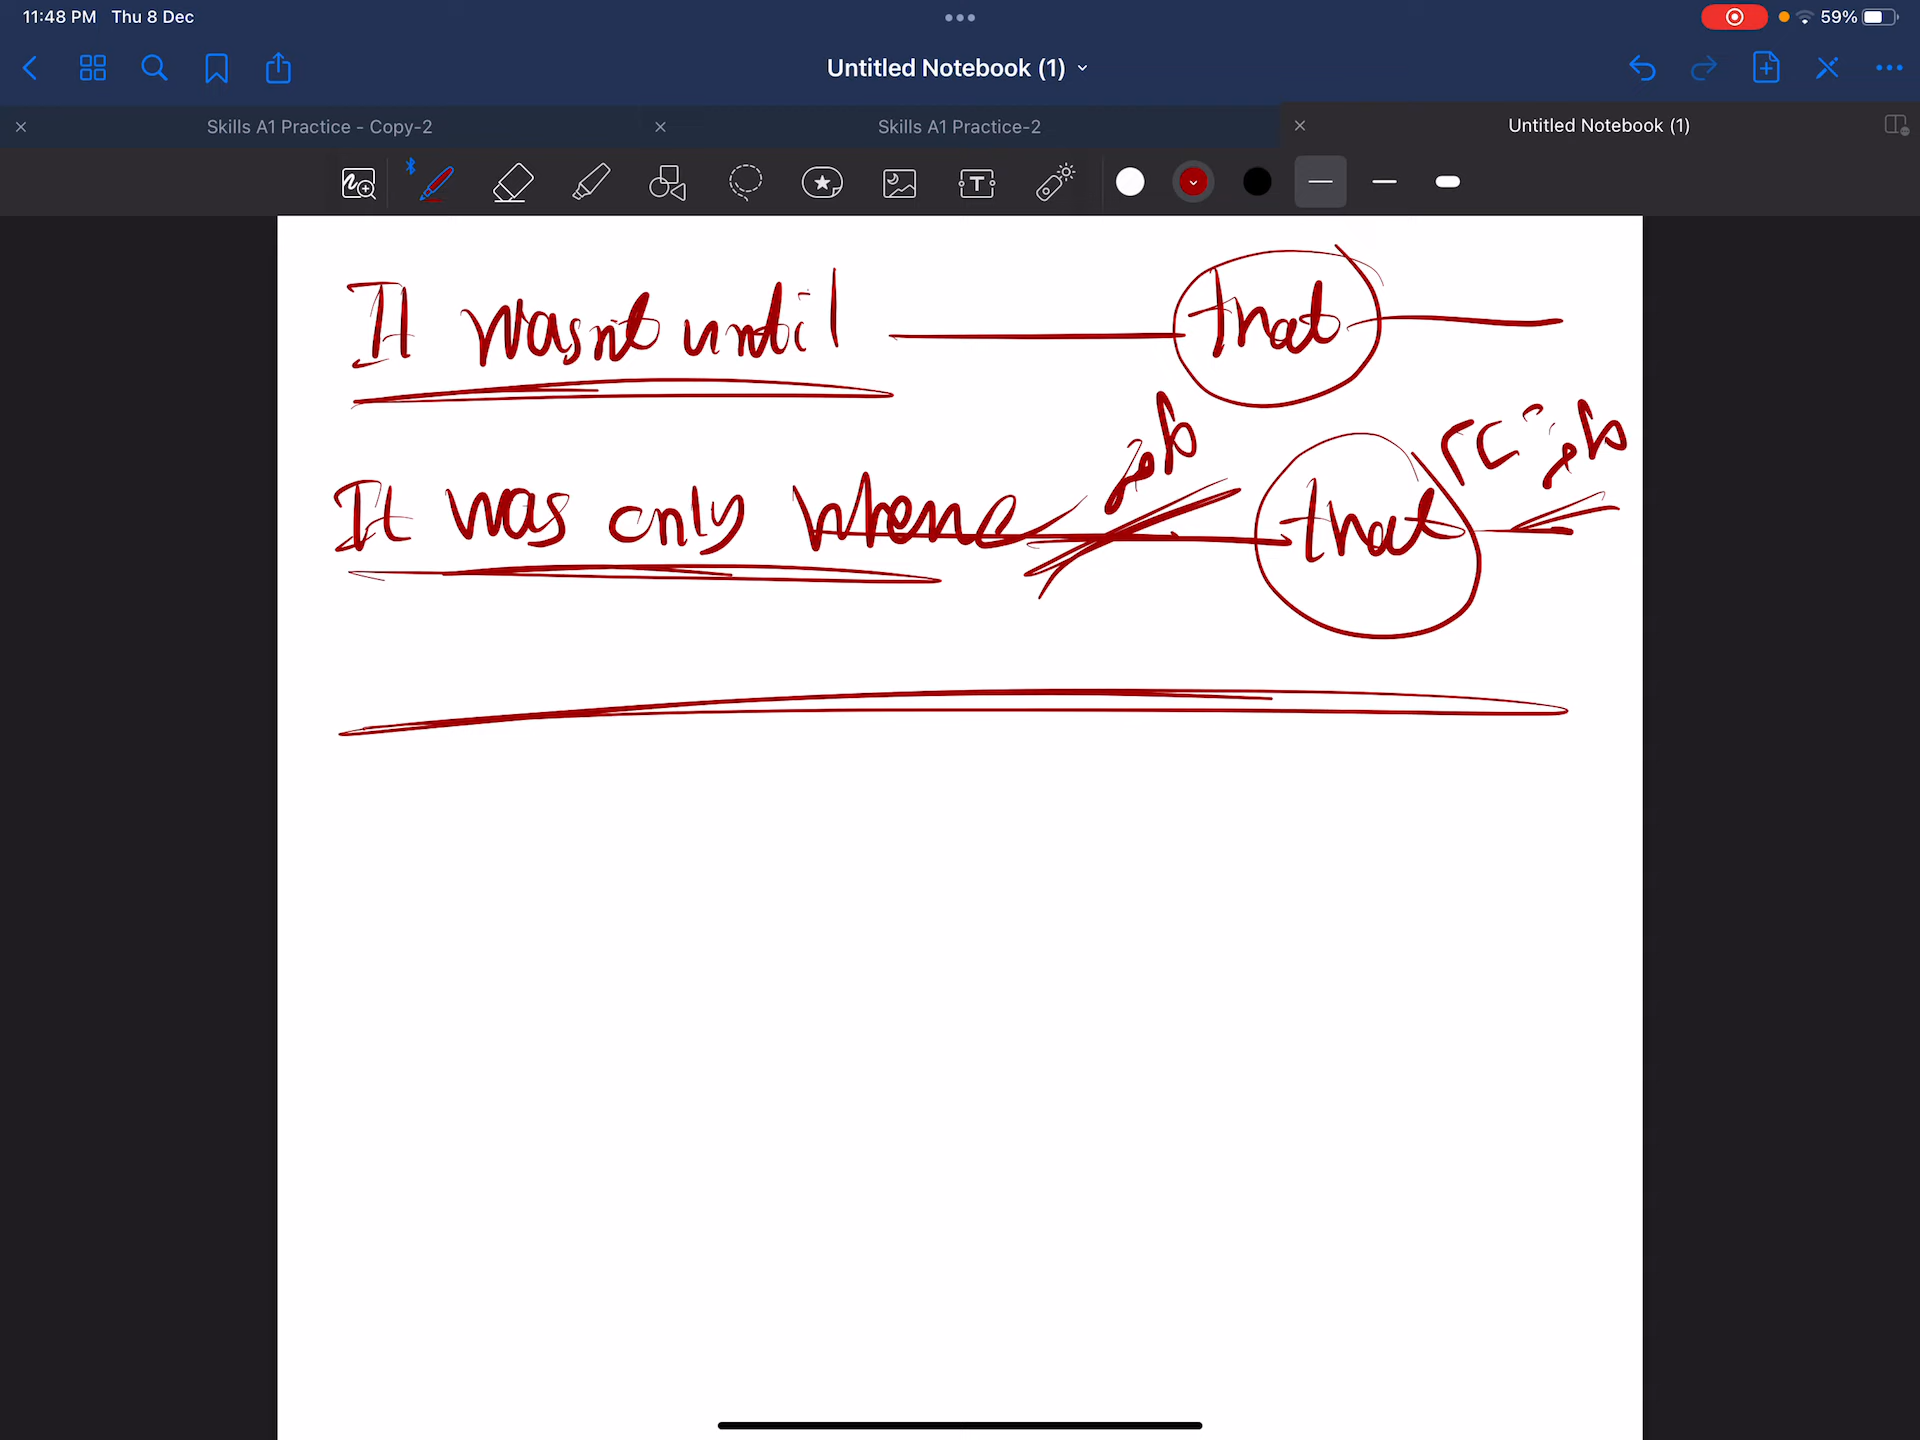 11:48 PM Thu 8 Dec
59%
Untitled Notebook (1)
Skills A1 Practice - Copy-2
Skills A1 Practice-2
Untitled Notebook (1)
It wasn't until that
job
It was only when that